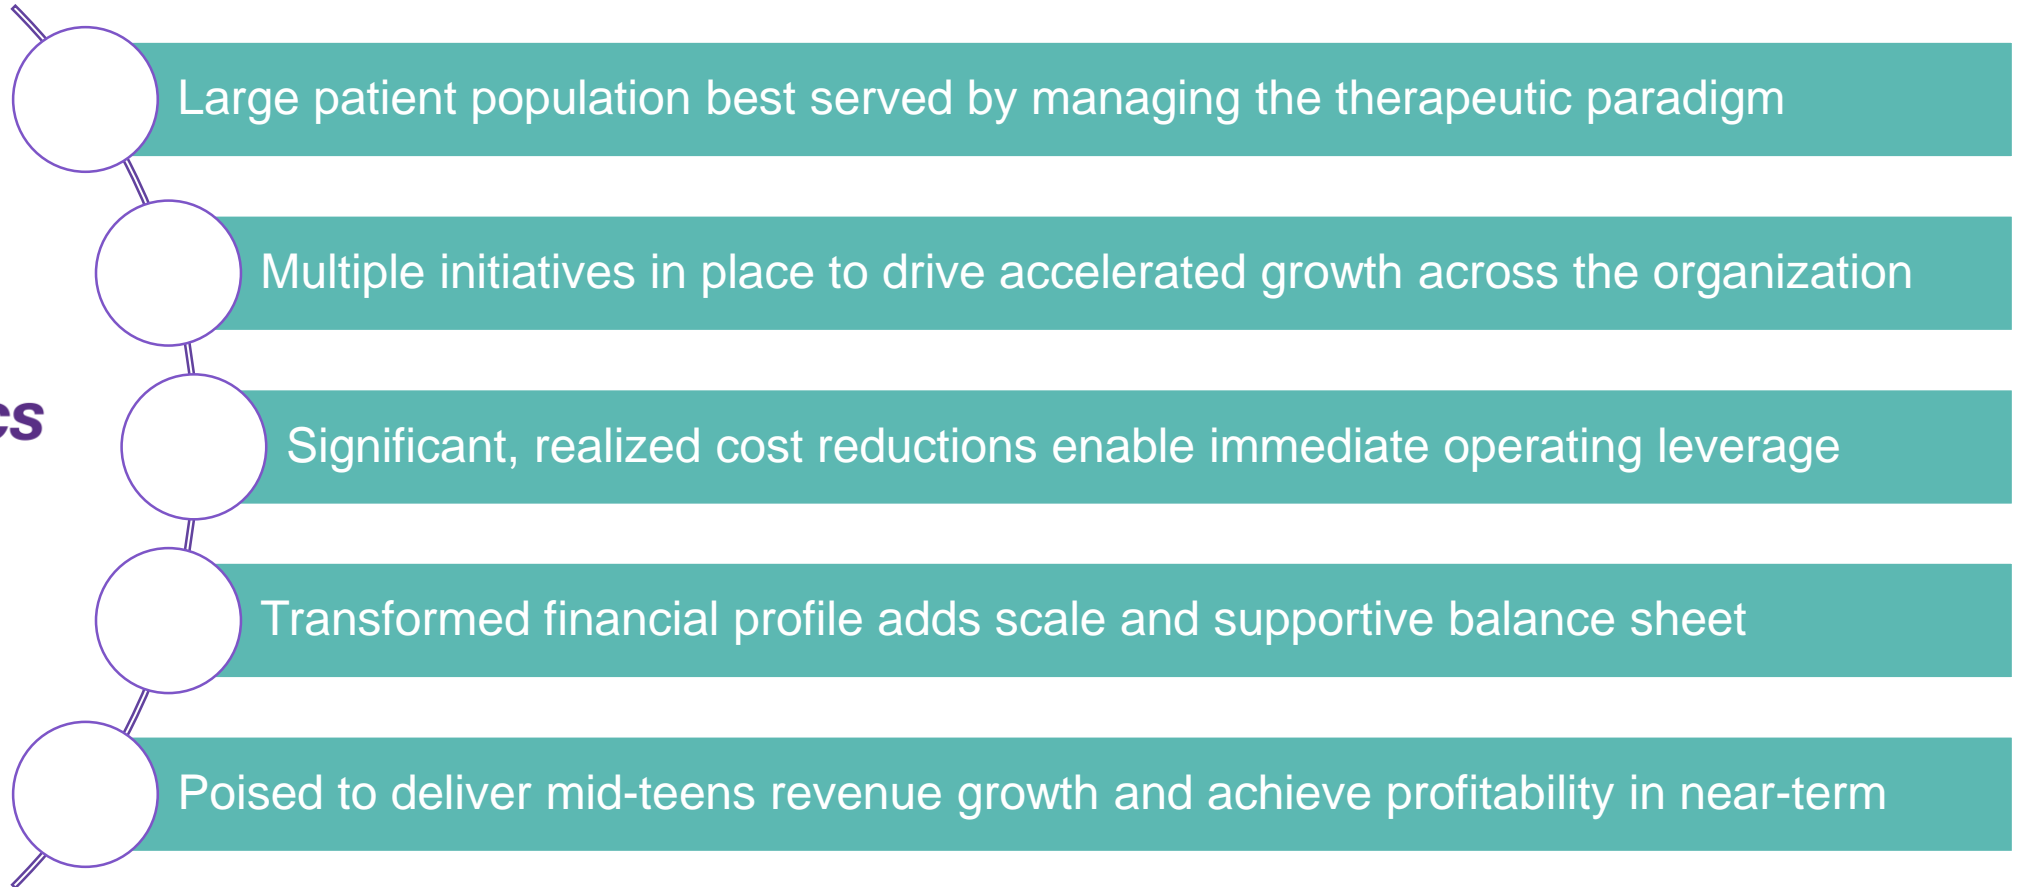 Large patient population best served by managing the therapeutic paradigm
Multiple initiatives in place to drive accelerated growth across the organization
cs
Significant, realized cost reductions enable immediate operating leverage
Transformed financial profile adds scale and supportive balance sheet
Poised to deliver mid-teens revenue growth and achieve profitability in near-term